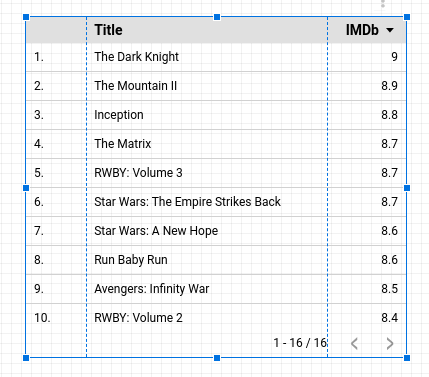 Title IMDb
1. The Dark Knight 9
2. The Mountain II 8.9
3. Inception 8.8
4. The Matrix 8.7
5. RWBY: Volume 3 8.7
6. Star Wars: The Empire Strikes Back 8.7
7. Star Wars: A New Hope 8.6
8. Run Baby Run 8.6
9. Avengers: Infinity War 8.5
10. RWBY: Volume 2 8.4
1 - 16 / 16